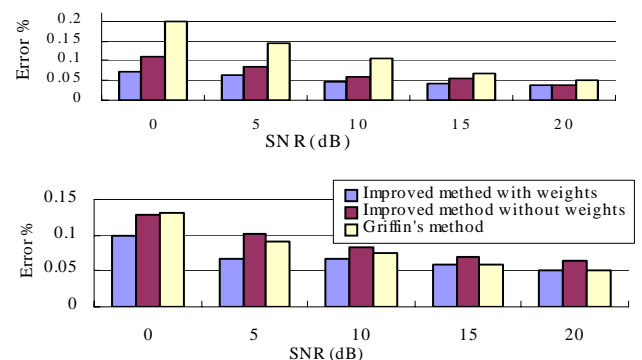 0.2
0.15
0.1
0.05
0
Error %
0 5 10 15 20
SNR(dB)
0.15
0.1
0.05
0
Error %
Improved methed with weights
Improved method without weights
Griffin's method
0 5 10 15 20
SNR(dB)